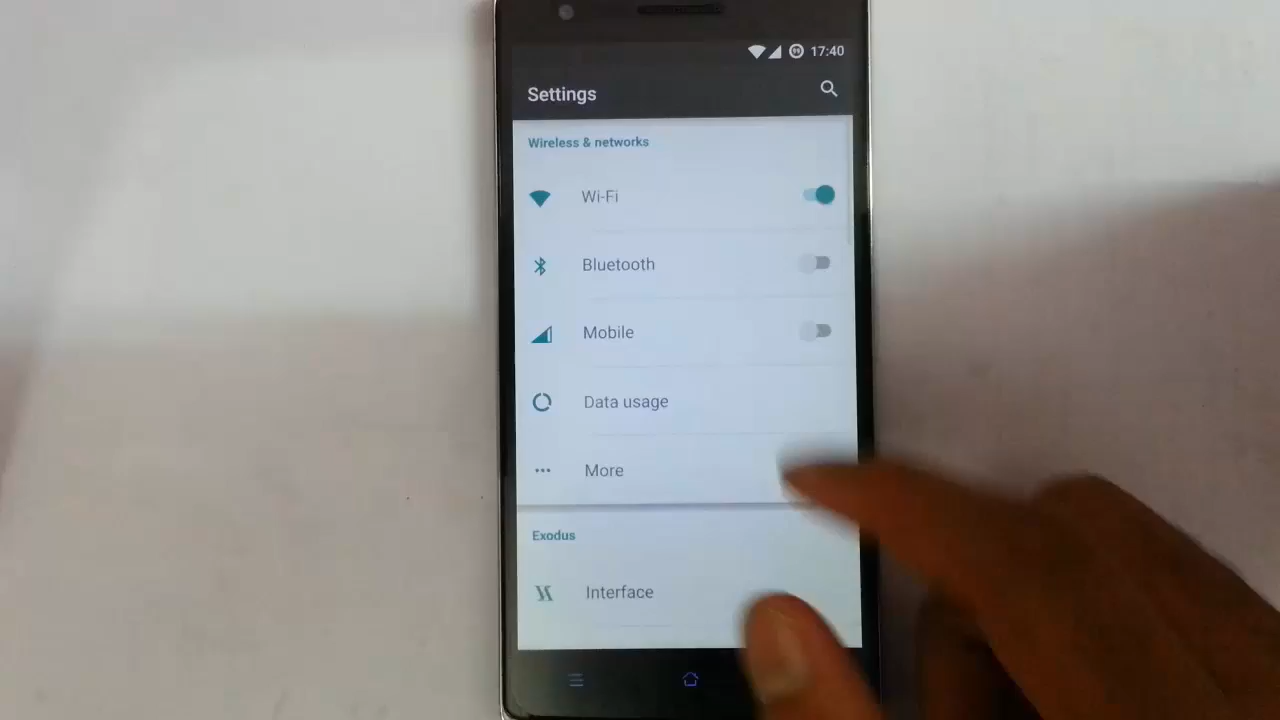 17:40
Settings
Wireless & networks
Wi-Fi
Bluetooth
Mobile
Data usage
More
Exodus
Interface